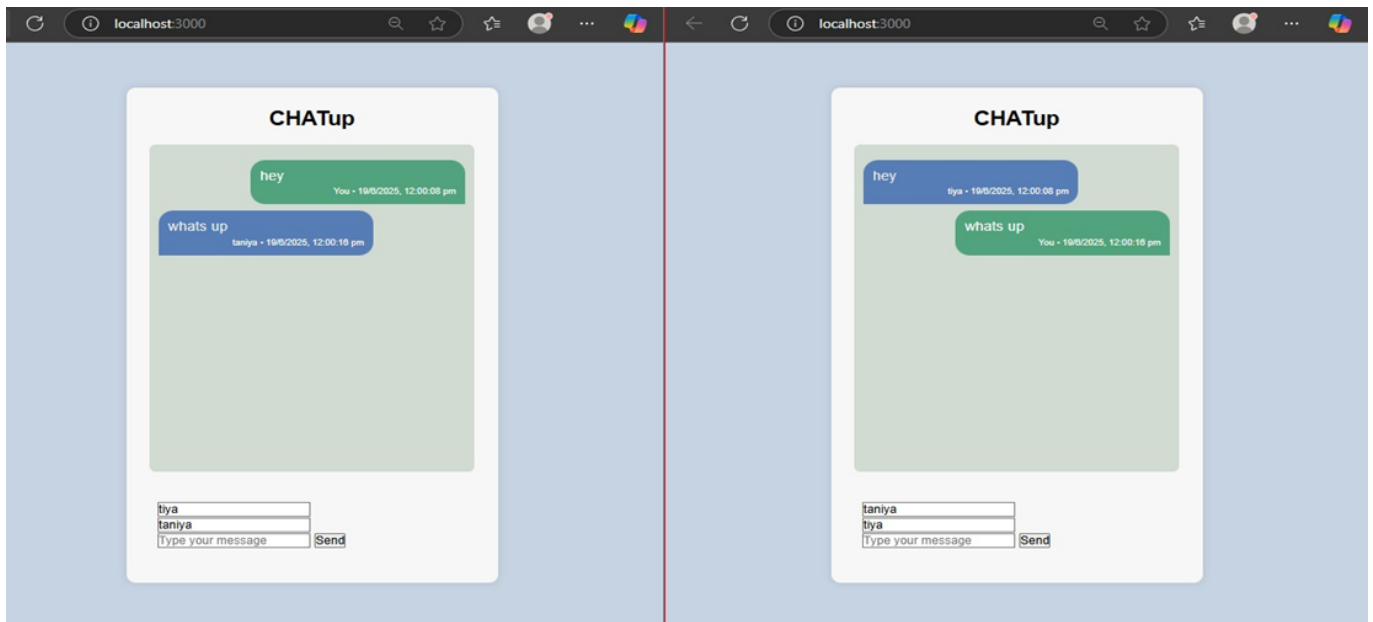 localhost:3000
CHATup
hey
You • 19/6/2025, 12:00:08 pm
whats up
taniya • 19/6/2025, 12:00:16 pm
tiya
taniya
Type your message Send
localhost:3000
CHATup
hey
tiya • 19/6/2025, 12:00:08 pm
whats up
You • 19/6/2025, 12:00:16 pm
taniya
tiya
Type your message Send